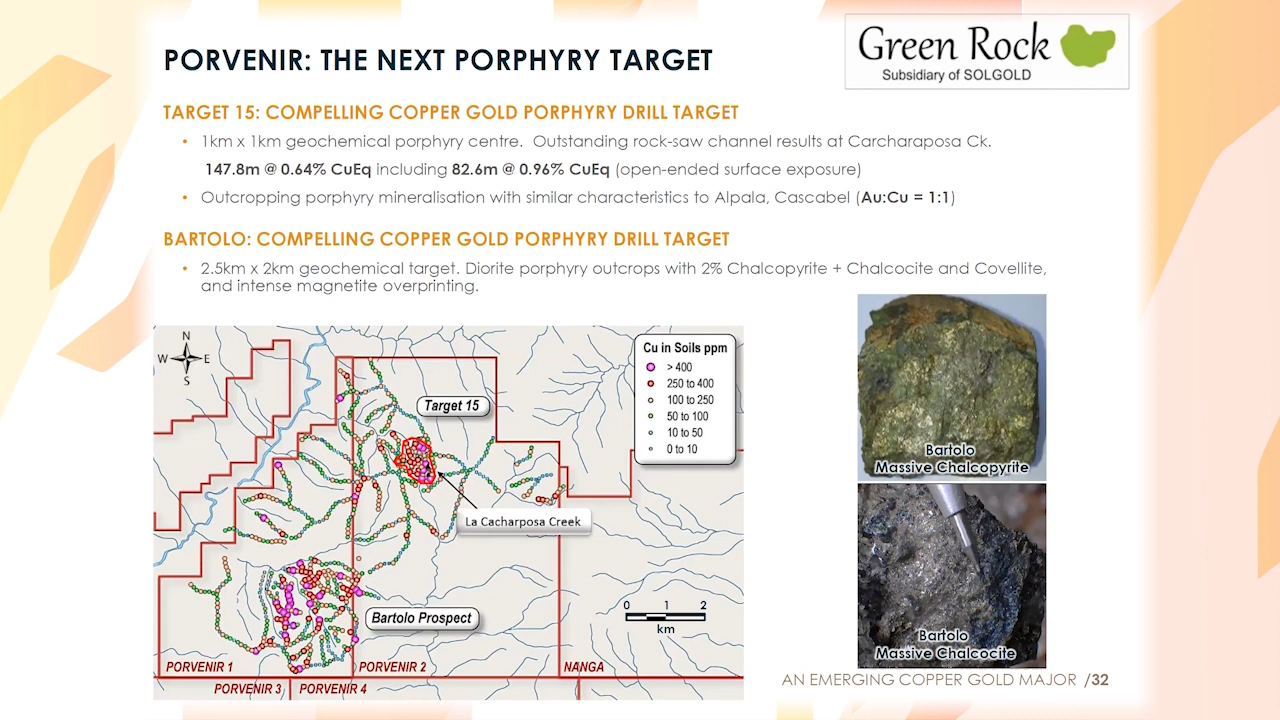 PORVENIR: THE NEXT PORPHYRY TARGET
Green Rock
Subsidiary of SOLGOLD
TARGET 15: COMPELLING COPPER GOLD PORPHYRY DRILL TARGET
• 1km x 1km geochemical porphyry centre. Outstanding rock-saw channel results at Carcharaposa Ck.
147.8m @ 0.64% CuEq including 82.6m @ 0.96% CuEq (open-ended surface exposure)
• Outcropping porphyry mineralisation with similar characteristics to Alpala, Cascabel (Au:Cu = 1:1)
BARTOLO: COMPELLING COPPER GOLD PORPHYRY DRILL TARGET
• 2.5km x 2km geochemical target. Diorite porphyry outcrops with 2% Chalcopyrite + Chalcocite and Covellite,
and intense magnetite overprinting.
N
W E
S
Cu in Soils ppm
> 400
250 to 400
100 to 250
50 to 100
10 to 50
0 to 10
Target 15
La Cacharposa Creek
Bartolo Prospect
0 1 2
km
PORVENIR 1
PORVENIR 2
NANGA
PORVENIR 3
PORVENIR 4
Bartolo
Massive Chalcopyrite
Bartolo
Massive Chalcocite
AN EMERGING COPPER GOLD MAJOR /32